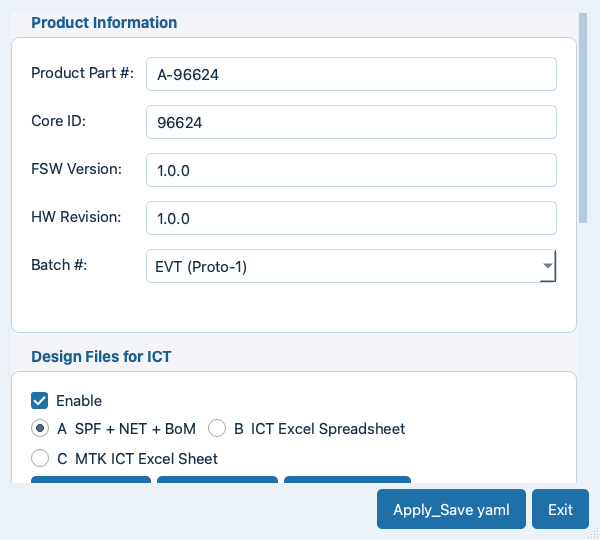 Product Information
Product Part #: A-96624
Core ID: 96624
FSW Version: 1.0.0
HW Revision: 1.0.0
Batch #: EVT (Proto-1)
Design Files for ICT
Enable
A SPF + NET + BoM B ICT Excel Spreadsheet
C MTK ICT Excel Sheet
Apply_Save yaml Exit